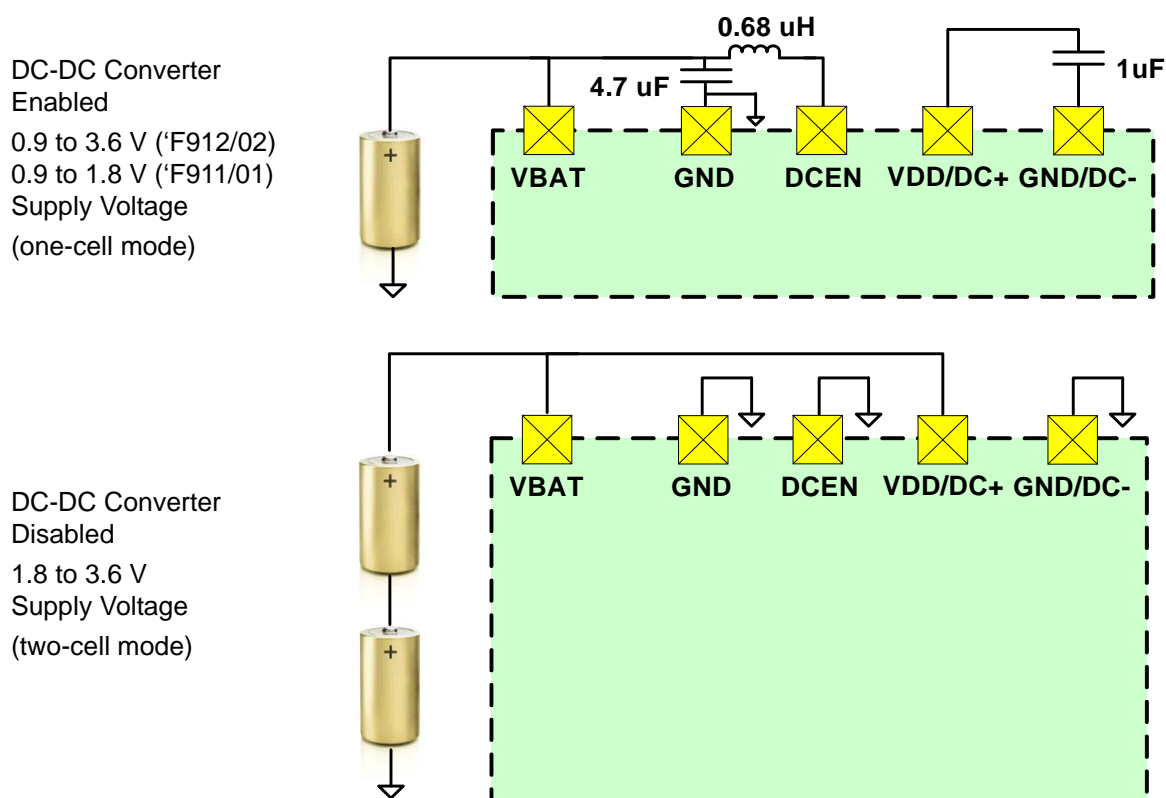 DC-DC Converter
Enabled
0.9 to 3.6 V (‘F912/02)
0.9 to 1.8 V (‘F911/01)
Supply Voltage
(one-cell mode)
0.68 uH
4.7 uF
1uF
+
VBAT
GND
DCEN
VDD/DC+
GND/DC-
DC-DC Converter
Disabled
1.8 to 3.6 V
Supply Voltage
(two-cell mode)
+
+
VBAT
GND
DCEN
VDD/DC+
GND/DC-